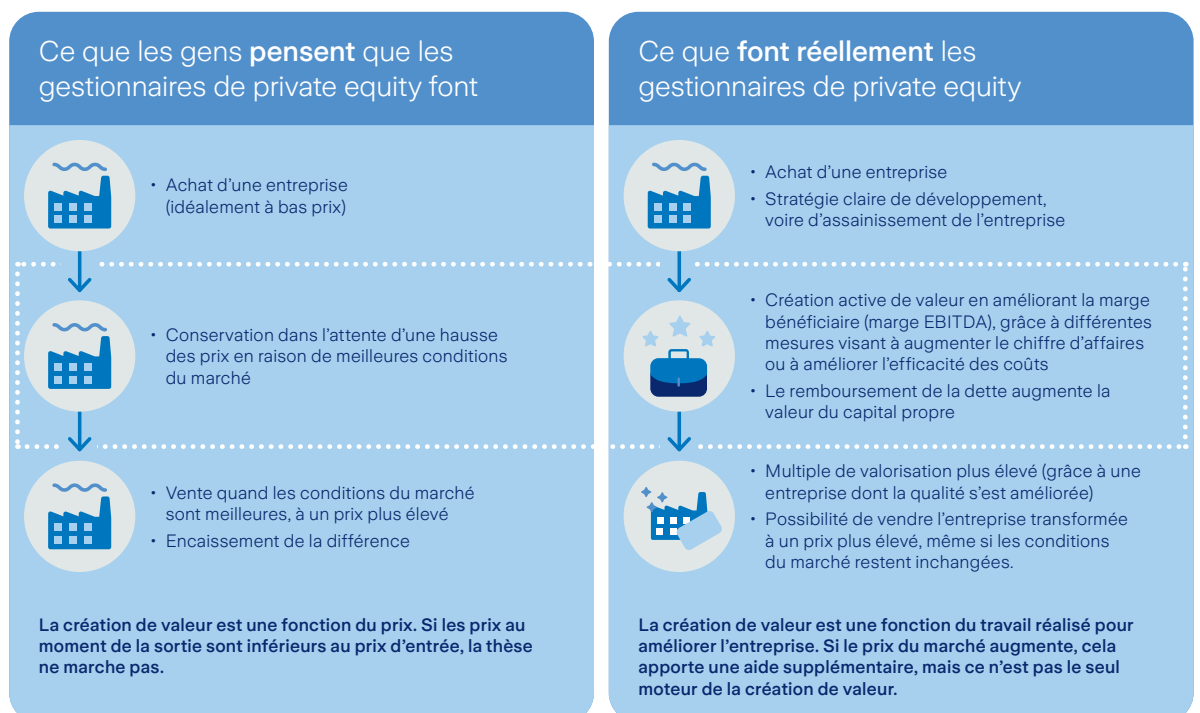 Ce que les gens pensent que les
gestionnaires de private equity font
• Achat d’une entreprise
(idéalement à bas prix)
• Conservation dans l’attente d’une hausse
des prix en raison de meilleures conditions
du marché
• Vente quand les conditions du marché
sont meilleures, à un prix plus élevé
• Encaissement de la différence
La création de valeur est une fonction du prix. Si les prix au
moment de la sortie sont inférieurs au prix d’entrée, la thèse
ne marche pas.
Ce que font réellement les
gestionnaires de private equity
• Achat d’une entreprise
• Stratégie claire de développement,
voire d’assainissement de l’entreprise
• Création active de valeur en améliorant la marge
bénéficiaire (marge EBITDA), grâce à différentes
mesures visant à augmenter le chiffre d’affaires
ou à améliorer l’efficacité des coûts
• Le remboursement de la dette augmente la
valeur du capital propre
• Multiple de valorisation plus élevé (grâce à une
entreprise dont la qualité s’est améliorée)
• Possibilité de vendre l’entreprise transformée
à un prix plus élevé, même si les conditions
du marché restent inchangées.
La création de valeur est une fonction du travail réalisé pour
améliorer l’entreprise. Si le prix du marché augmente, cela
apporte une aide supplémentaire, mais ce n’est pas le seul
moteur de la création de valeur.